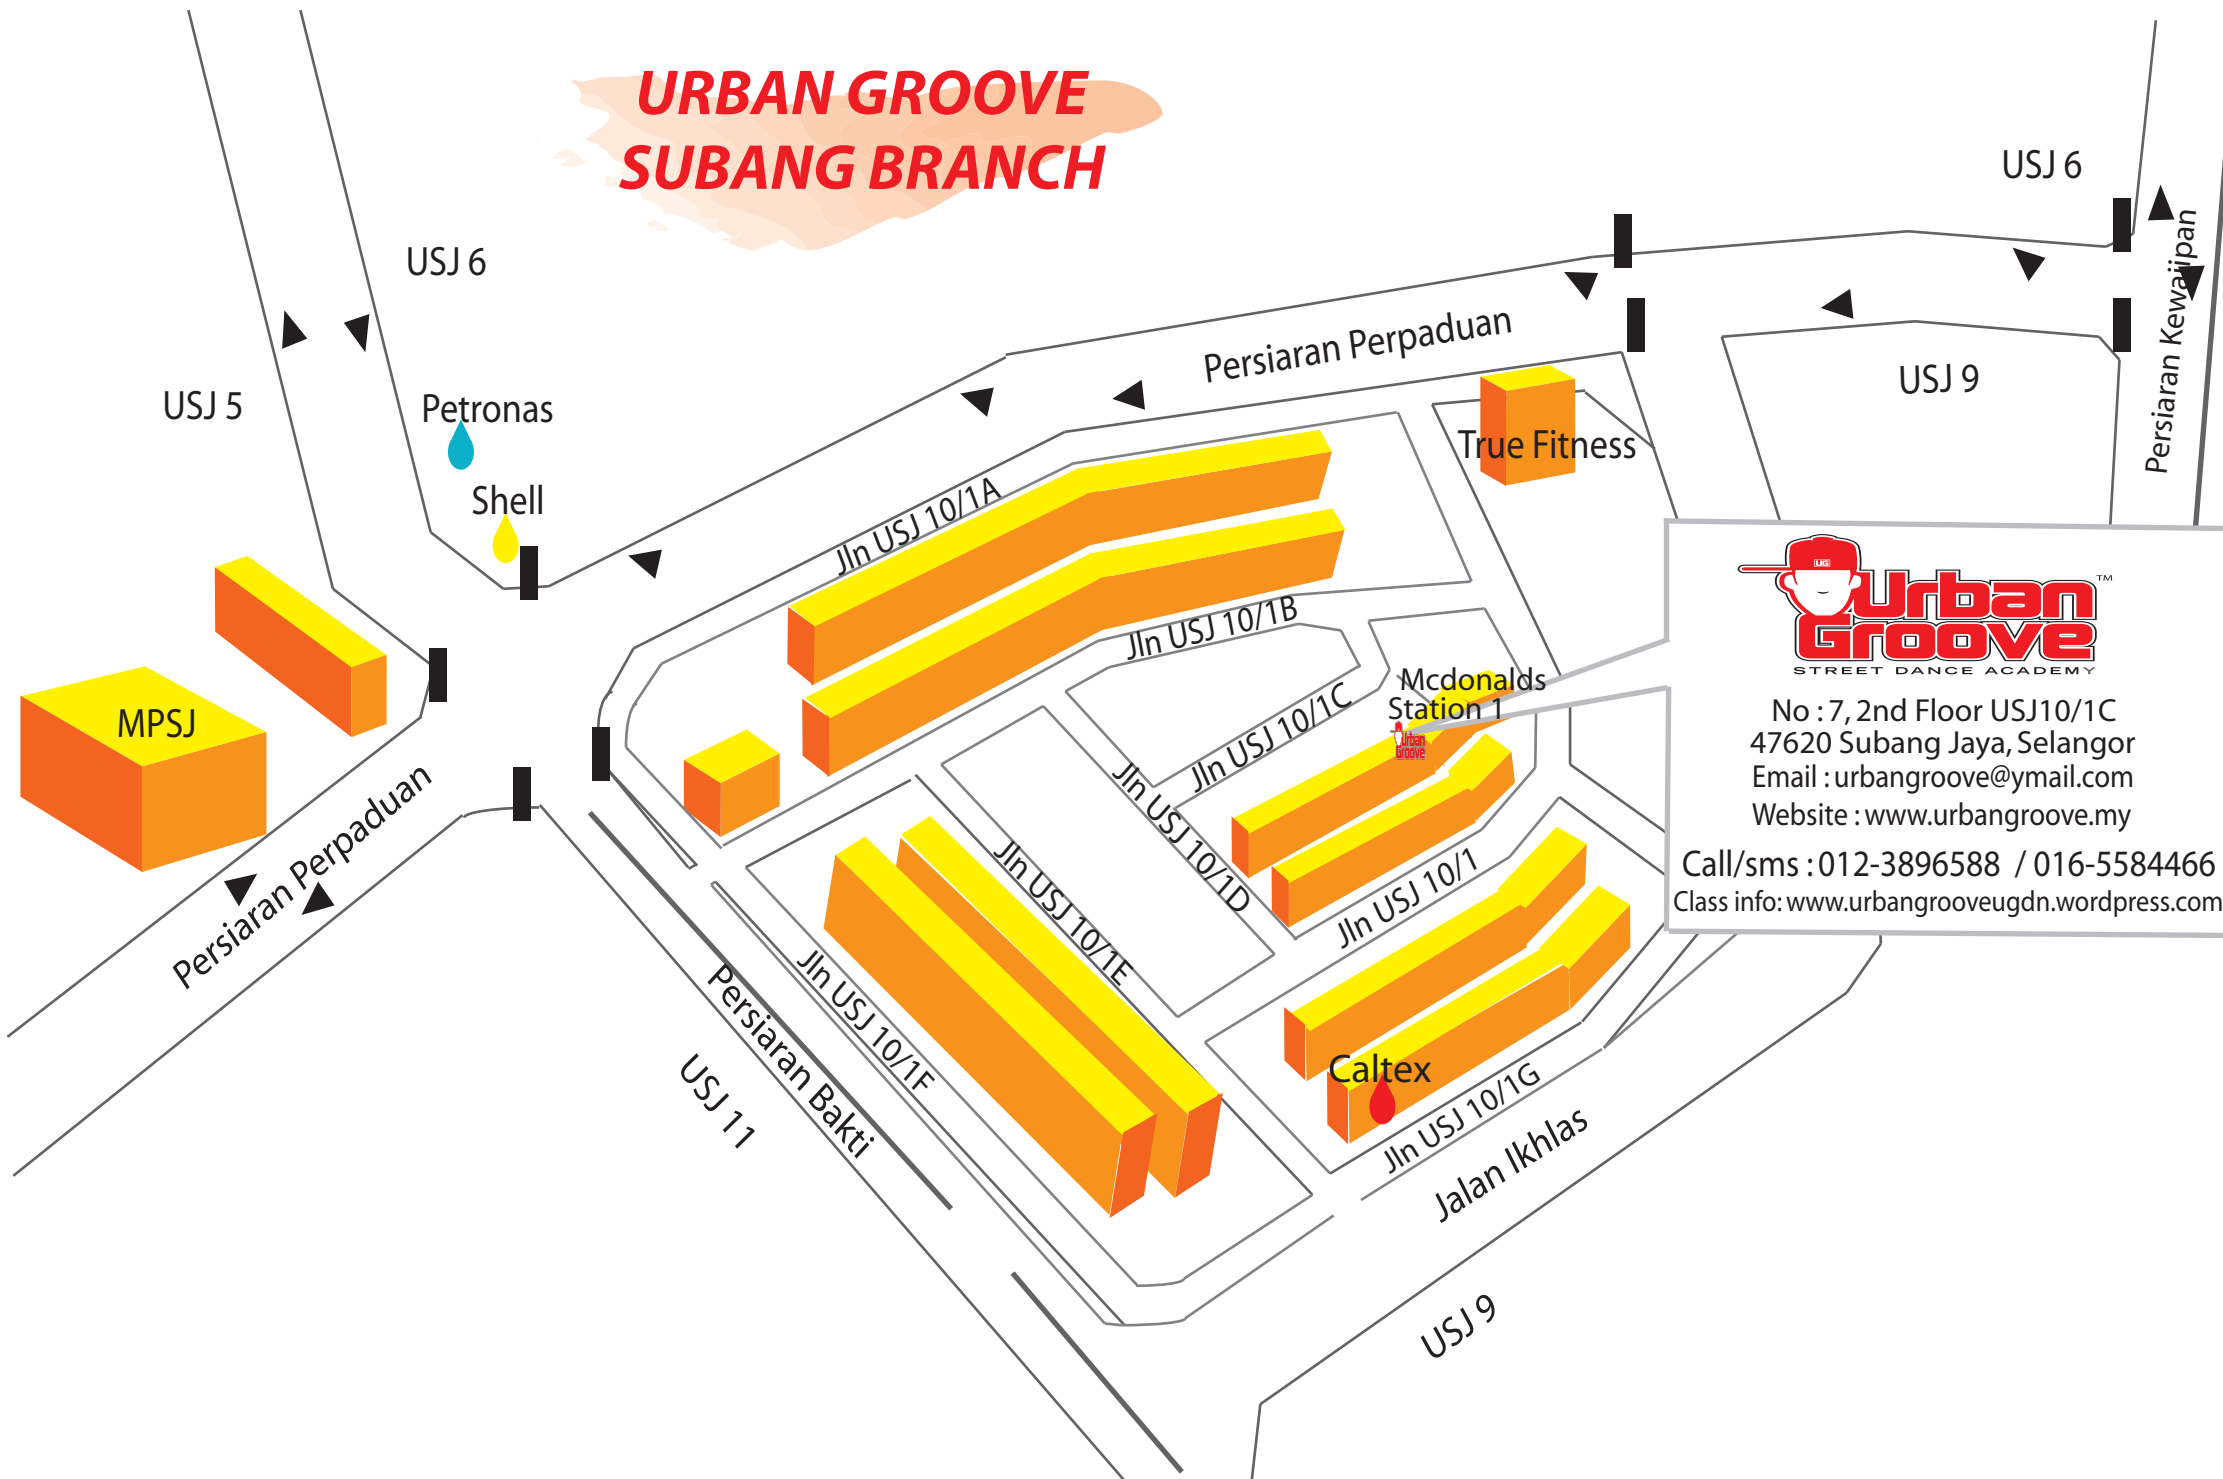 URBAN GROOVE
SUBANG BRANCH
USJ 6
USJ 6
Persiaran Kewajipan
Persiaran Perpaduan
USJ 9
USJ 5
Petronas
Shell
True Fitness
Jln USJ 10/1A
Jln USJ 10/1B
UG
Urban
Groove
TM
STREET DANCE ACADEMY
No : 7, 2nd Floor USJ10/1C
47620 Subang Jaya, Selangor
Email : urbangroove@ymail.com
Website : www.urbangroove.my
Call/sms : 012-3896588 / 016-5584466
Class info: www.urbangrooveugdn.wordpress.com
Mcdonalds
Station 1
Urban
Groove
Jln USJ 10/1C
MPSJ
Jln USJ 10/1D
Persiaran Perpaduan
Jln USJ 10/1E
Jln USJ 10/1
Jln USJ 10/1F
Persiaran Bakti
USJ 11
Caltex
Jln USJ 10/1G
Jalan Ikhlas
USJ 9